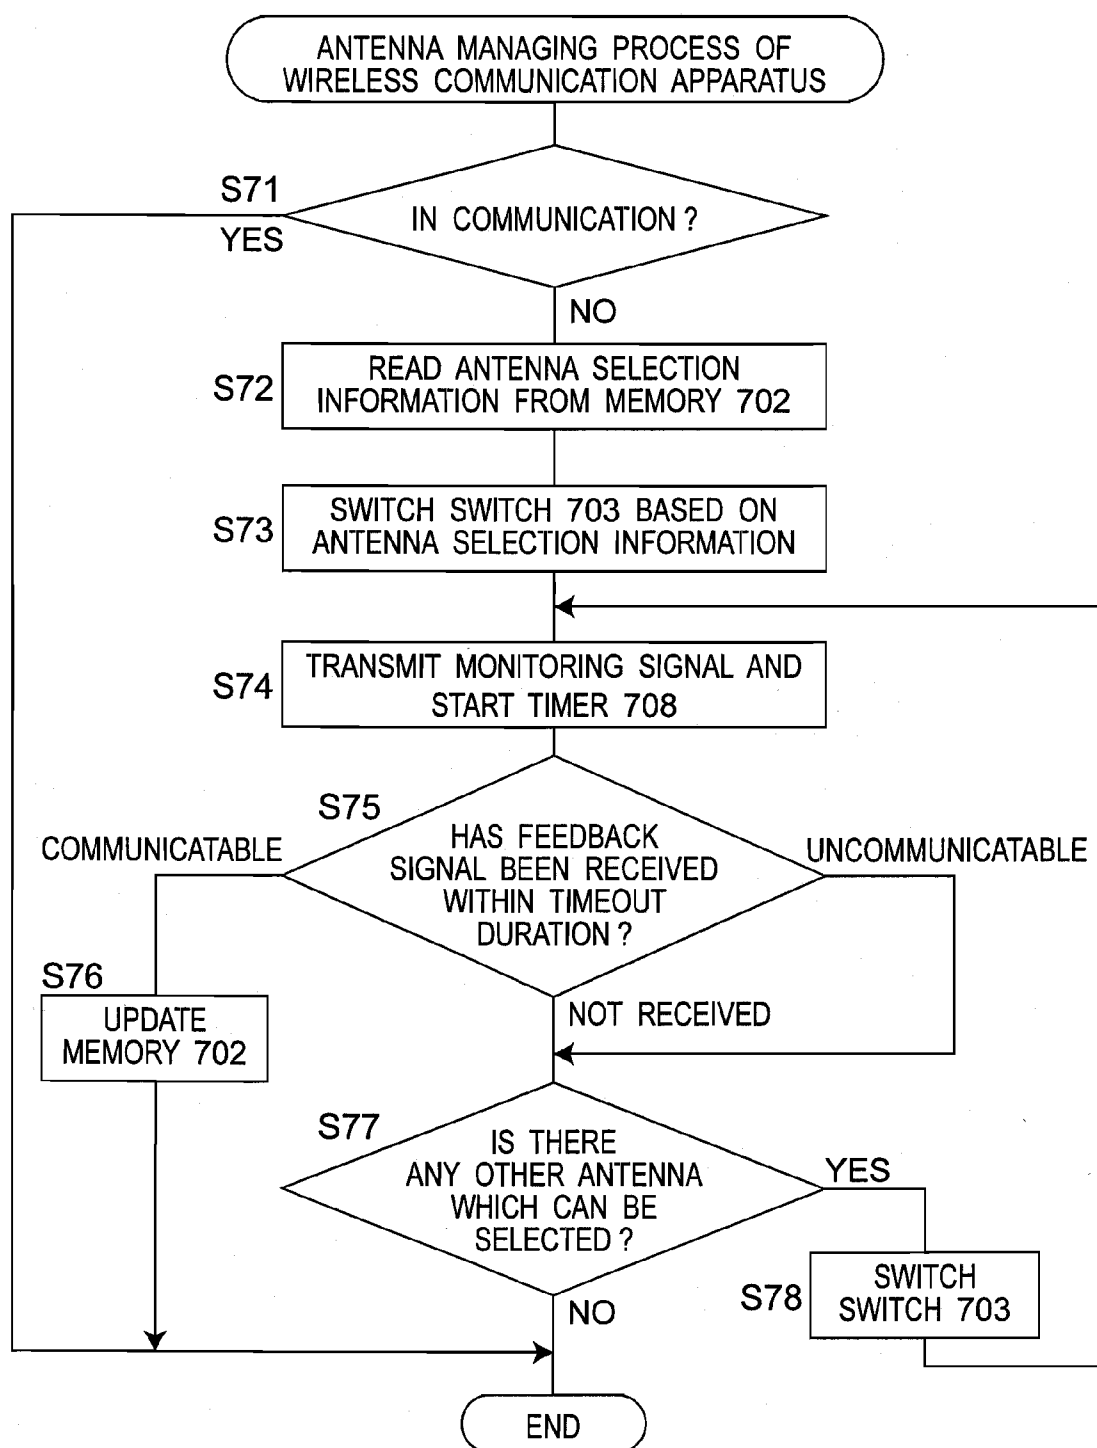 ANTENNA MANAGING PROCESS OF
WIRELESS COMMUNICATION APPARATUS
S71
YES
IN COMMUNICATION ?
NO
S72
READ ANTENNA SELECTION
INFORMATION FROM MEMORY 702
S73
SWITCH SWITCH 703 BASED ON
ANTENNA SELECTION INFORMATION
S74
TRANSMIT MONITORING SIGNAL AND
START TIMER 708
S75
COMMUNICATABLE
HAS FEEDBACK
SIGNAL BEEN RECEIVED
WITHIN TIMEOUT
DURATION ?
UNCOMMUNICATABLE
S76
UPDATE
MEMORY 702
NOT RECEIVED
S77
IS THERE
ANY OTHER ANTENNA
WHICH CAN BE
SELECTED ?
YES
S78
SWITCH
SWITCH 703
NO
END